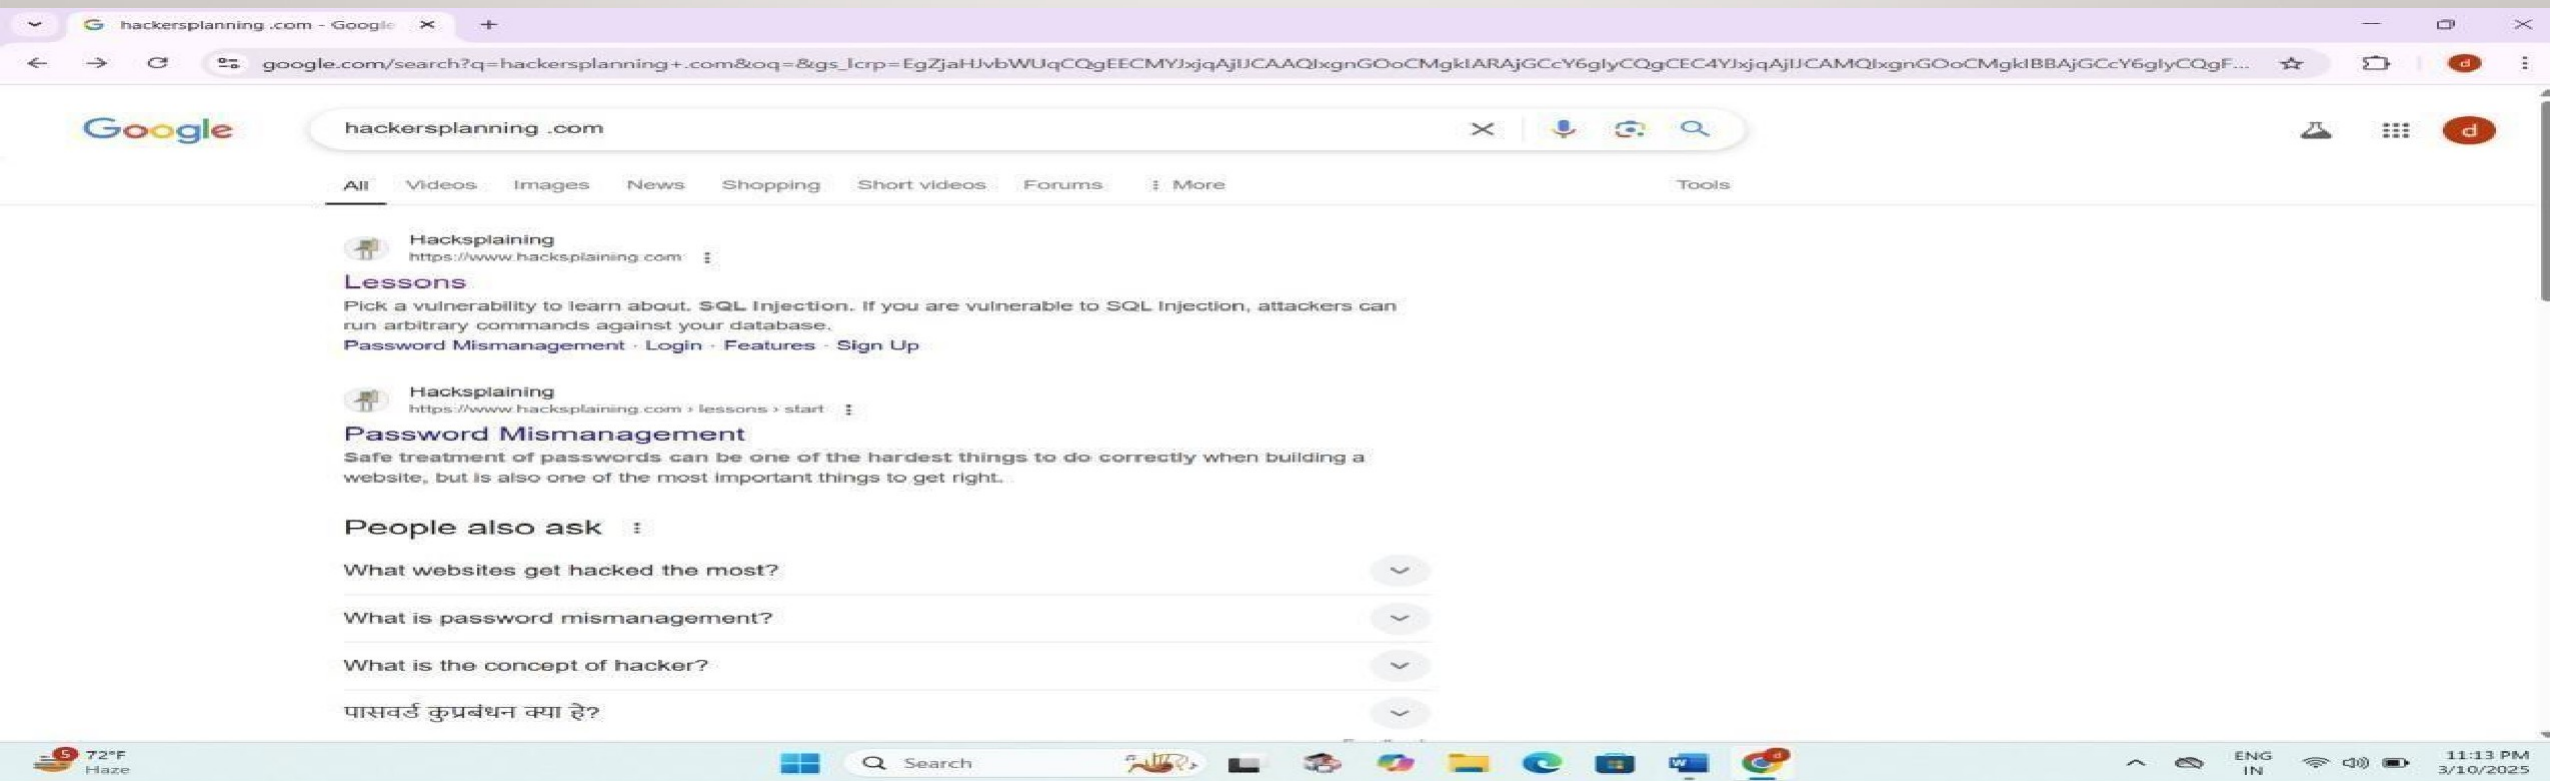 hackersplanning .com - Google
google.com/search?q=hackersplanning+.com&oq=&gs_lcrp=
Google
hackersplanning .com
d
All Videos Images News Shopping Short videos Forums More Tools
Hacksplaining
https://www.hacksplaining.com
Lessons
Pick a vulnerability to learn about. SQL Injection. If you are vulnerable to SQL Injection, attackers can
run arbitrary commands against your database.
Password Mismanagement · Login · Features · Sign Up
Hacksplaining
https://www.hacksplaining.com › lessons › start
Password Mismanagement
Safe treatment of passwords can be one of the hardest things to do correctly when building a
website, but is also one of the most important things to get right.
People also ask
What websites get hacked the most?
What is password mismanagement?
What is the concept of hacker?
पासवर्ड कुप्रबंधन क्या हे?
5
72°F
Haze
Search
ENG
IN
11:13 PM
3/10/2025